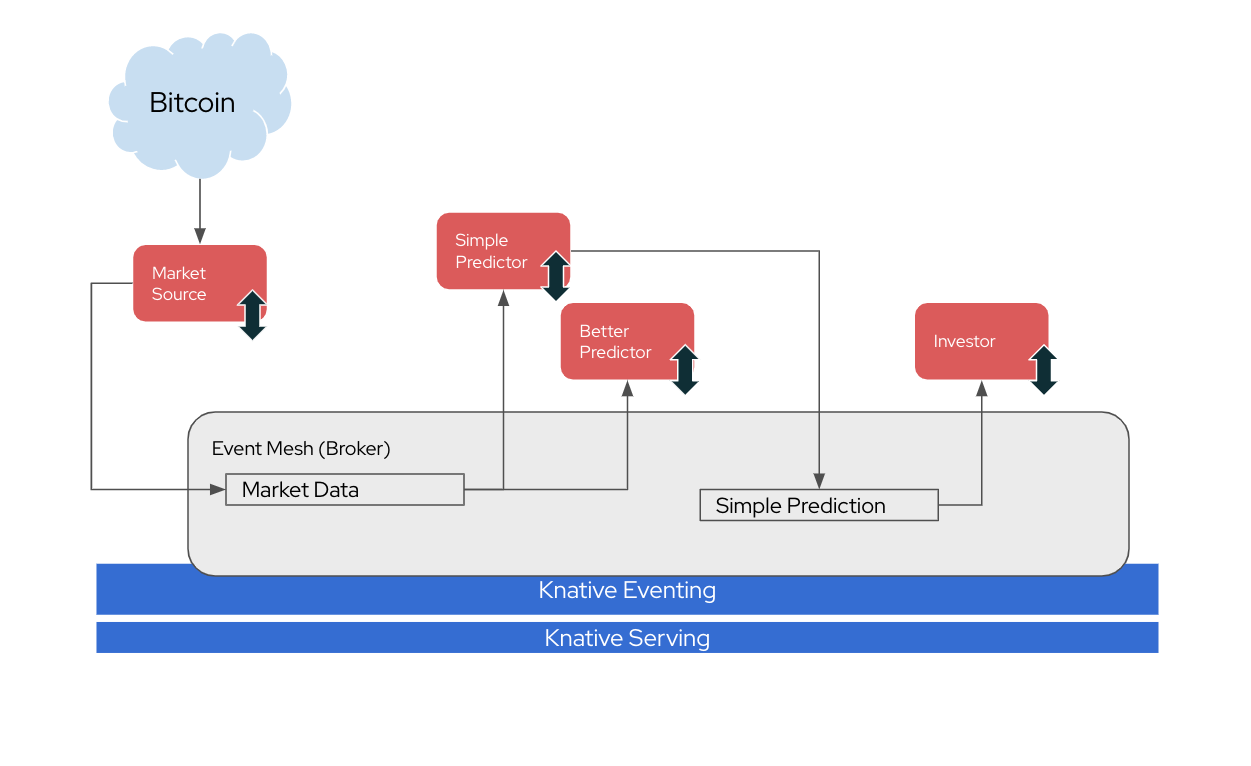 Bitcoin
Simple
Predictor
Market
Source
Better
Predictor
Investor
Event Mesh (Broker)
Market Data
Simple Prediction
Knative Eventing
Knative Serving